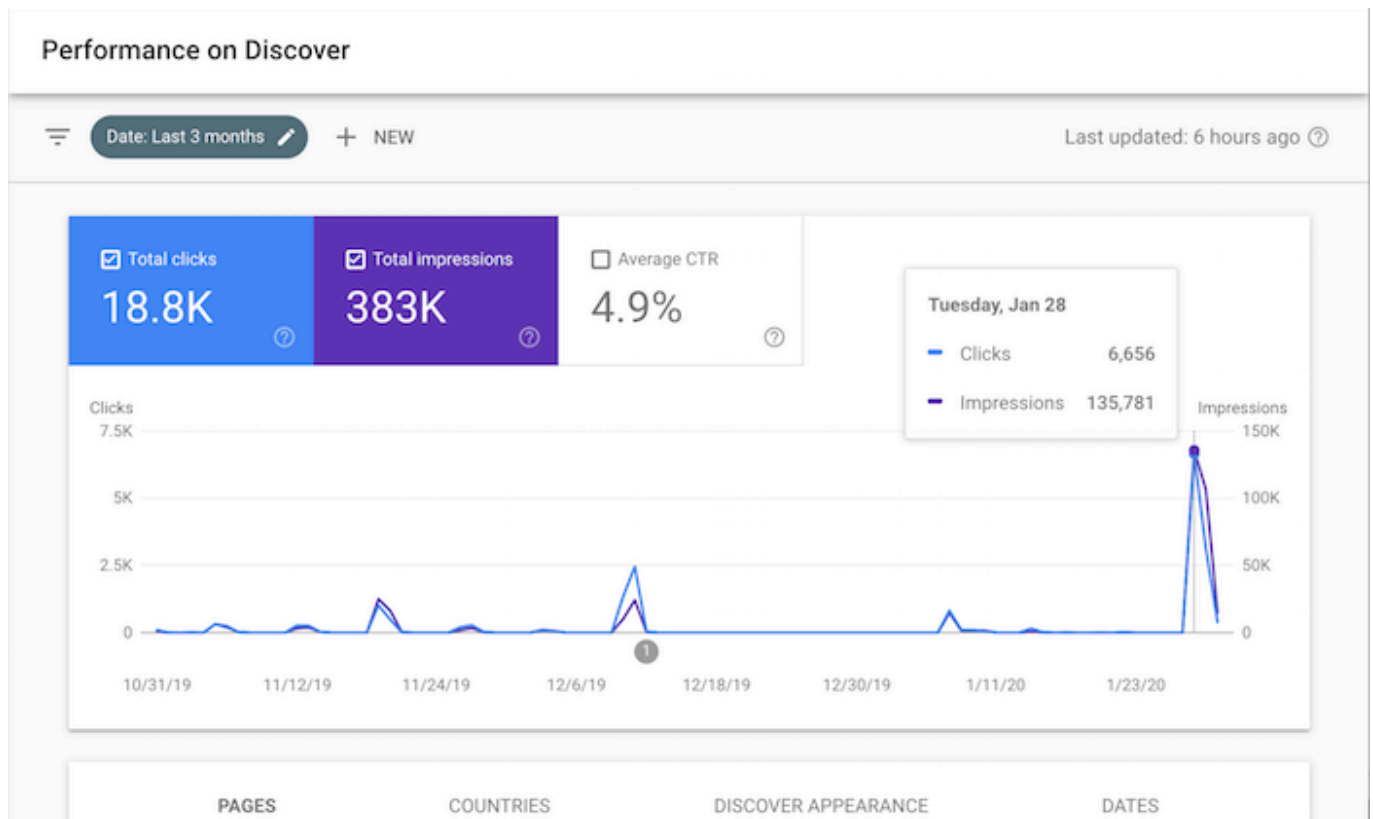 Performance on Discover
Date: Last 3 months
NEW
Last updated: 6 hours ago
Total clicks
18.8K
Total impressions
383K
Average CTR
4.9%
Tuesday, Jan 28
Clicks 6,656
Impressions 135,781
Clicks
Impressions
7.5K
150K
5K
100K
2.5K
50K
0
0
1
10/31/19 11/12/19 11/24/19 12/6/19 12/18/19 12/30/19 1/11/20 1/23/20
PAGES COUNTRIES DISCOVER APPEARANCE DATES